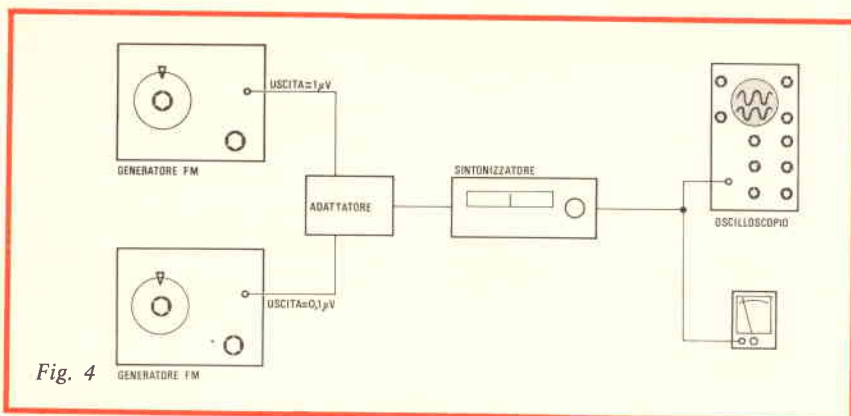 USCITA=1µV
GENERATORE FM
ADATTATORE
SINTONIZZATORE
OSCILLOSCOPIO
USCITA=0,1µV
GENERATORE FM
Fig. 4